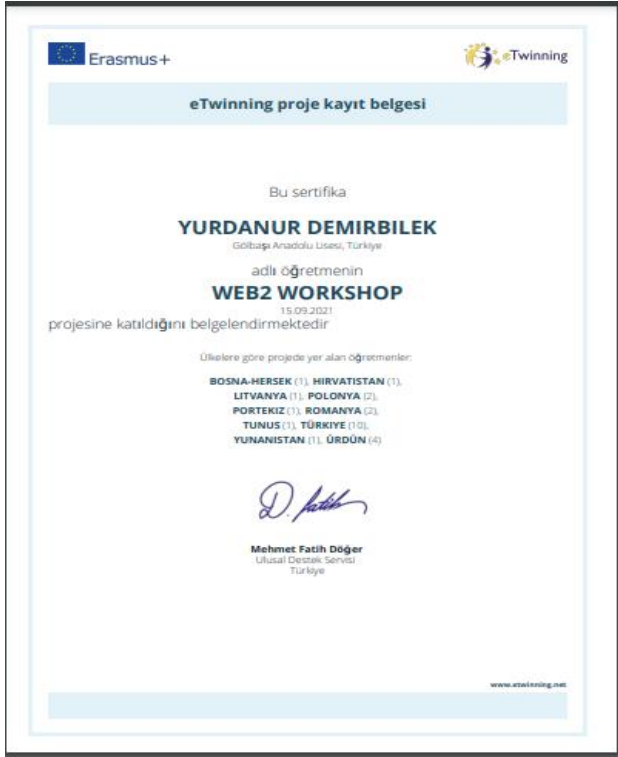 Erasmus+
eTwinning
eTwinning proje kayıt belgesi
Bu sertifika
YURDANUR DEMIRBILEK
Gölbaşı Anadolu Lisesi, Türkiye
adlı öğretmenin
WEB2 WORKSHOP
15.09.2021
projesine katıldığını belgelendirmektedir
Ülkelere göre projede yer alan öğretmenler:
BOSNA-HERSEK (1), HIRVATISTAN (1),
LITVANYA (1), POLONYA (2),
PORTEKIZ (1), ROMANYA (2),
TUNUS (1), TÜRKIYE (10),
YUNANISTAN (1), ÜRDÜN (4)
D. fatih
Mehmet Fatih Döğer
Ulusal Destek Servisi
Türkiye
www.etwinning.net